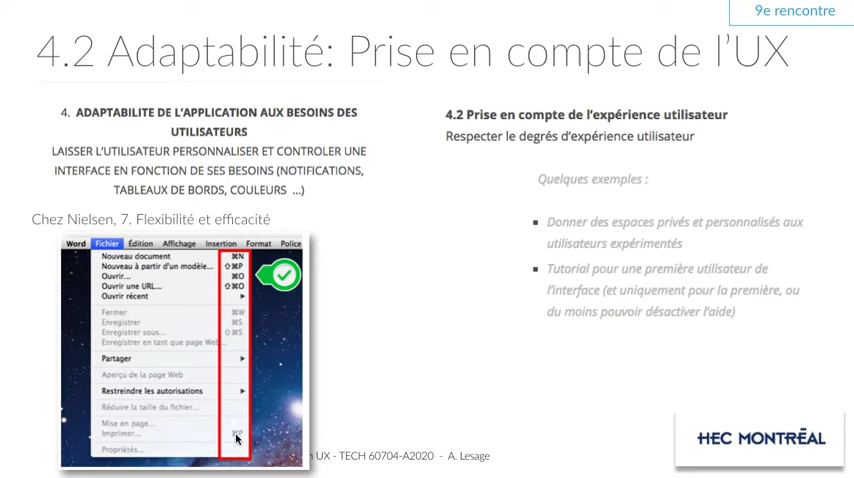 9e rencontre
4.2 Adaptabilité: Prise en compte de l'UX
4. ADAPTABILITE DE L'APPLICATION AUX BESOINS DES
UTILISATEURS
LAISSER L'UTILISATEUR PERSONNALISER ET CONTROLER UNE
INTERFACE EN FONCTION DE SES BESOINS (NOTIFICATIONS,
TABLEAUX DE BORDS, COULEURS ...)
Chez Nielsen, 7. Flexibilité et efficacité
Word Fichier Édition Affichage Insertion Format Police
Nouveau document ⌘N
Nouveau à partir d'un modèle... ⇧⌘P
Ouvrir... ⌘O
Ouvrir une URL... ⇧⌘O
Ouvrir récent
Fermer ⌘W
Enregistrer ⌘S
Enregistrer sous... ⇧⌘S
Enregistrer en tant que page Web...
Partager
Aperçu de la page Web
Restreindre les autorisations
Réduire la taille du fichier...
Mise en page...
Imprimer... ⌘P
Propriétés...
4.2 Prise en compte de l'expérience utilisateur
Respecter le degrés d'expérience utilisateur
Quelques exemples :
▪ Donner des espaces privés et personnalisés aux
utilisateurs expérimentés
▪ Tutorial pour une première utilisateur de
l'interface (et uniquement pour la première, ou
du moins pouvoir désactiver l'aide)
UX - TECH 60704-A2020 - A. Lesage
HEC MONTRÉAL